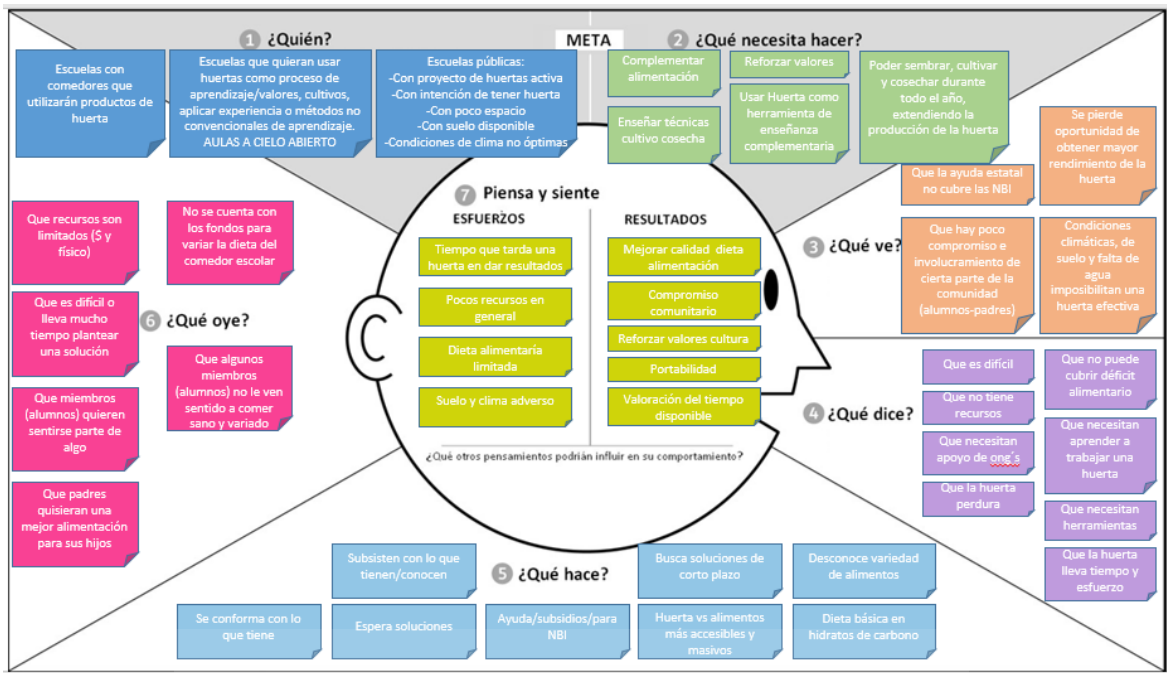 META
1 ¿Quién?
Escuelas con
comedores que
utilizarán productos de
huerta
Escuelas que quieran usar
huertas como proceso de
aprendizaje/valores, cultivos,
aplicar experiencia o métodos no
convencionales de aprendizaje.
AULAS A CIELO ABIERTO
Escuelas públicas:
-Con proyecto de huertas activa
-Con intención de tener huerta
-Con poco espacio
-Con suelo disponible
-Condiciones de clima no óptimas
2 ¿Qué necesita hacer?
Complementar
alimentación
Reforzar valores
Enseñar técnicas
cultivo cosecha
Usar Huerta como
herramienta de
enseñanza
complementaria
Poder sembrar, cultivar
y cosechar durante
todo el año,
extendiendo la
producción de la huerta
3 ¿Qué ve?
Se pierde
oportunidad de
obtener mayor
rendimiento de la
huerta
Que la ayuda estatal
no cubre las NBI
Que hay poco
compromiso e
involucramiento de
cierta parte de la
comunidad
(alumnos-padres)
Condiciones
climáticas, de
suelo y falta de
agua
imposibilitan una
huerta efectiva
4 ¿Qué dice?
Que es difícil
Que no tiene
recursos
Que necesitan
apoyo de ong´s
Que la huerta
perdura
Que no puede
cubrir déficit
alimentario
Que necesitan
aprender a
trabajar una
huerta
Que necesitan
herramientas
Que la huerta
lleva tiempo y
esfuerzo
5 ¿Qué hace?
Subsisten con lo que
tienen/conocen
Busca soluciones de
corto plazo
Desconoce variedad
de alimentos
Se conforma con lo
que tiene
Espera soluciones
Ayuda/subsidios/para
NBI
Huerta vs alimentos
más accesibles y
masivos
Dieta básica en
hidratos de carbono
6 ¿Qué oye?
Que recursos son
limitados ($ y
físico)
No se cuenta con
los fondos para
variar la dieta del
comedor escolar
Que es difícil o
lleva mucho
tiempo plantear
una solución
Que algunos
miembros
(alumnos) no le ven
sentido a comer
sano y variado
Que miembros
(alumnos) quieren
sentirse parte de
algo
Que padres
quisieran una
mejor alimentación
para sus hijos
7 Piensa y siente
ESFUERZOS
Tiempo que tarda una
huerta en dar resultados
Pocos recursos en
general
Dieta alimentaría
limitada
Suelo y clima adverso
RESULTADOS
Mejorar calidad dieta
alimentación
Compromiso
comunitario
Reforzar valores cultura
Portabilidad
Valoración del tiempo
disponible
¿Qué otros pensamientos podrián influir en su comportamiento?